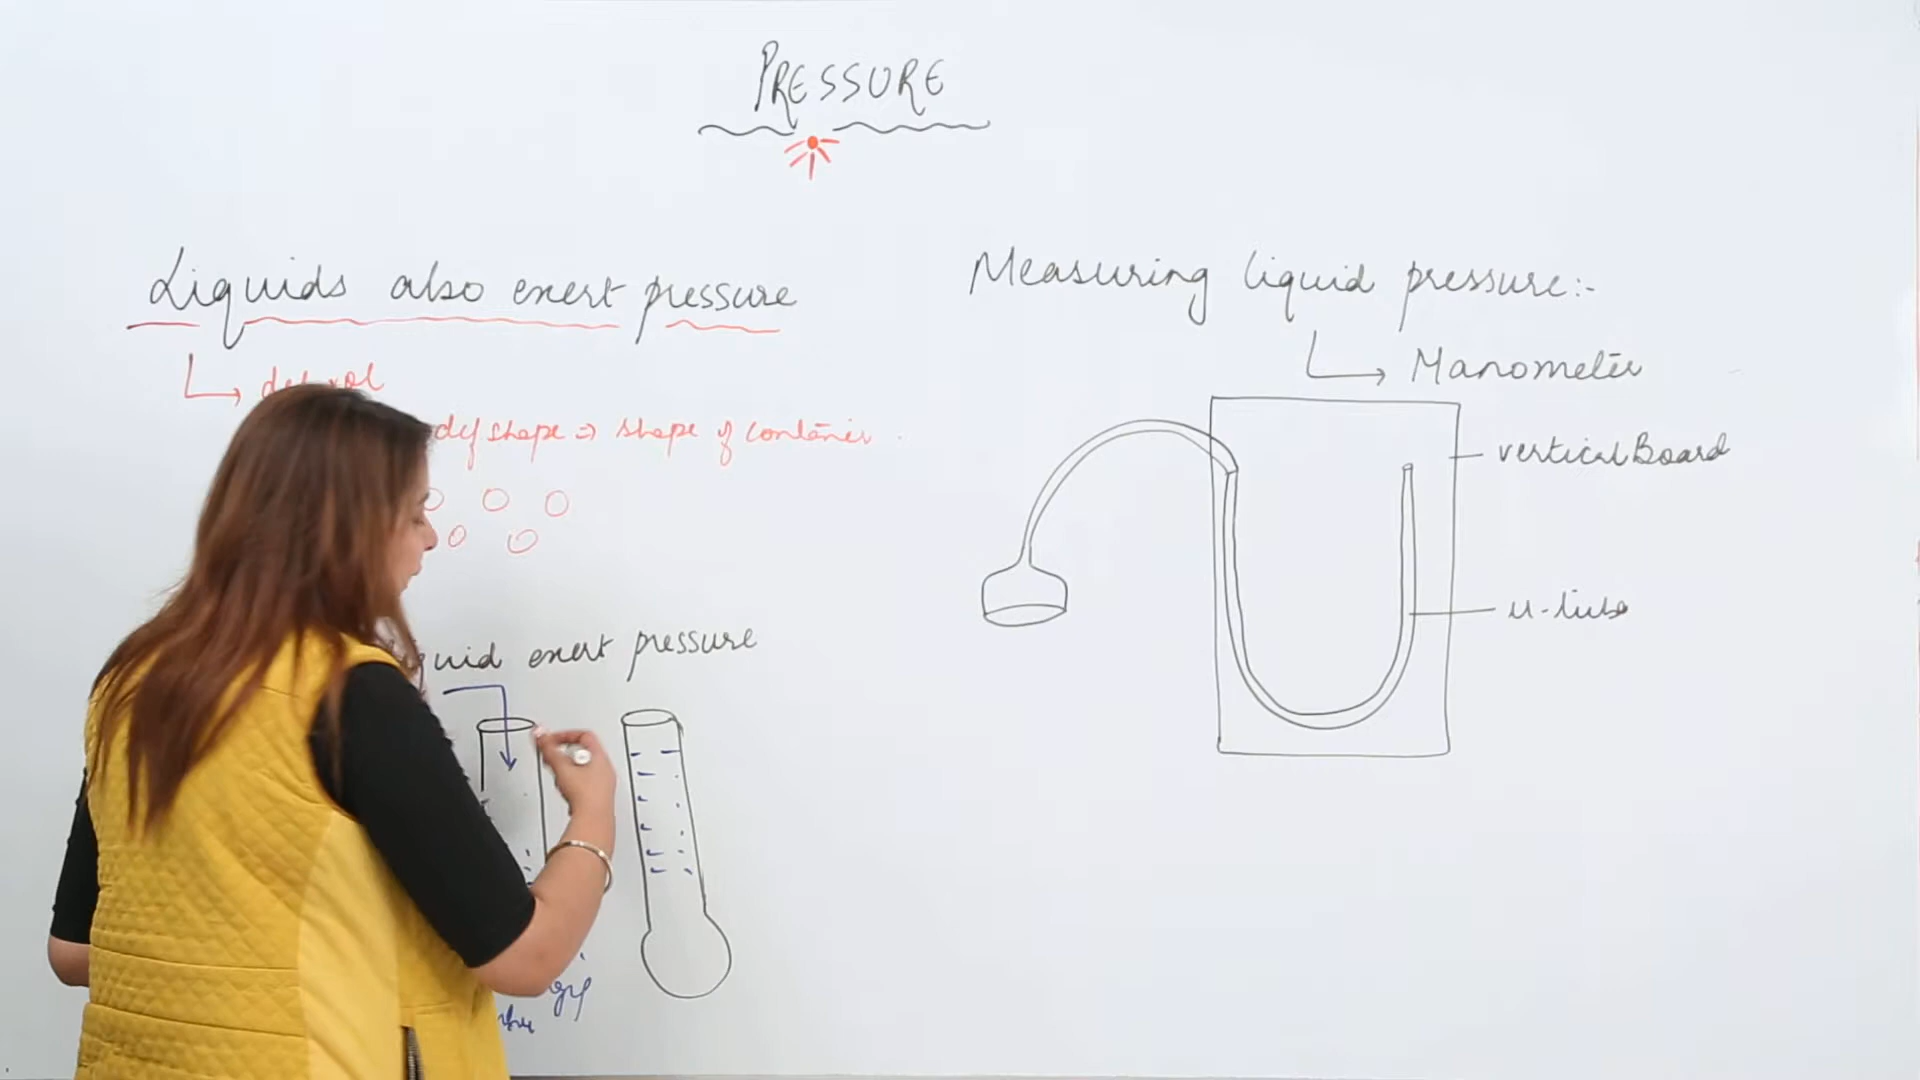 PRESSURE
Liquids also exert pressure
def shape => shape of container
liquid exert pressure
Measuring liquid pressure:-
Manometer
vertical Board
u-tube